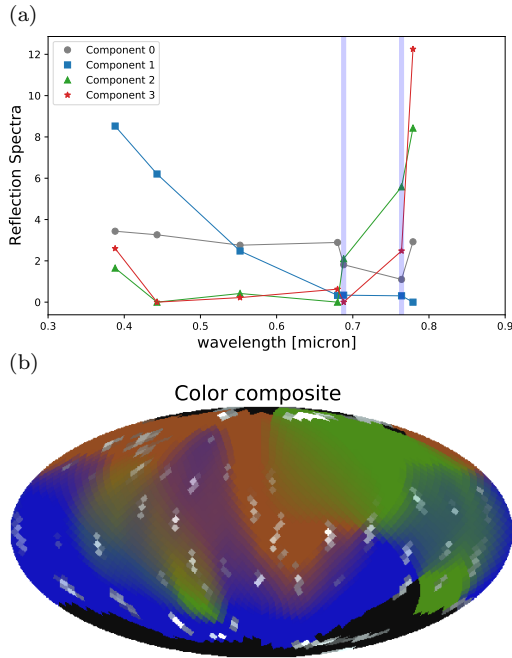 (a)
Component 0
Component 1
Component 2
Component 3
Reflection Spectra
12
10
8
6
4
2
0
0.3 0.4 0.5 0.6 0.7 0.8 0.9
wavelength [micron]
(b)
Color composite